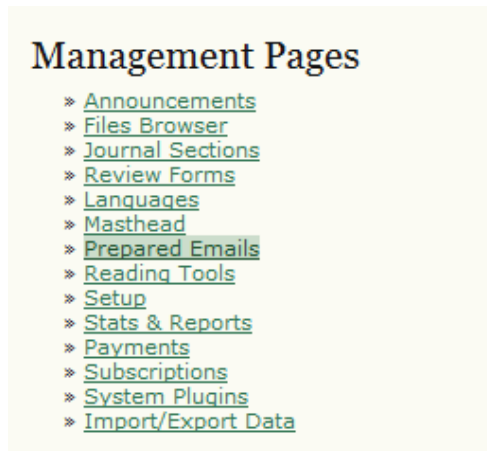 Management Pages
» Announcements
» Files Browser
» Journal Sections
» Review Forms
» Languages
» Masthead
» Prepared Emails
» Reading Tools
» Setup
» Stats & Reports
» Payments
» Subscriptions
» System Plugins
» Import/Export Data